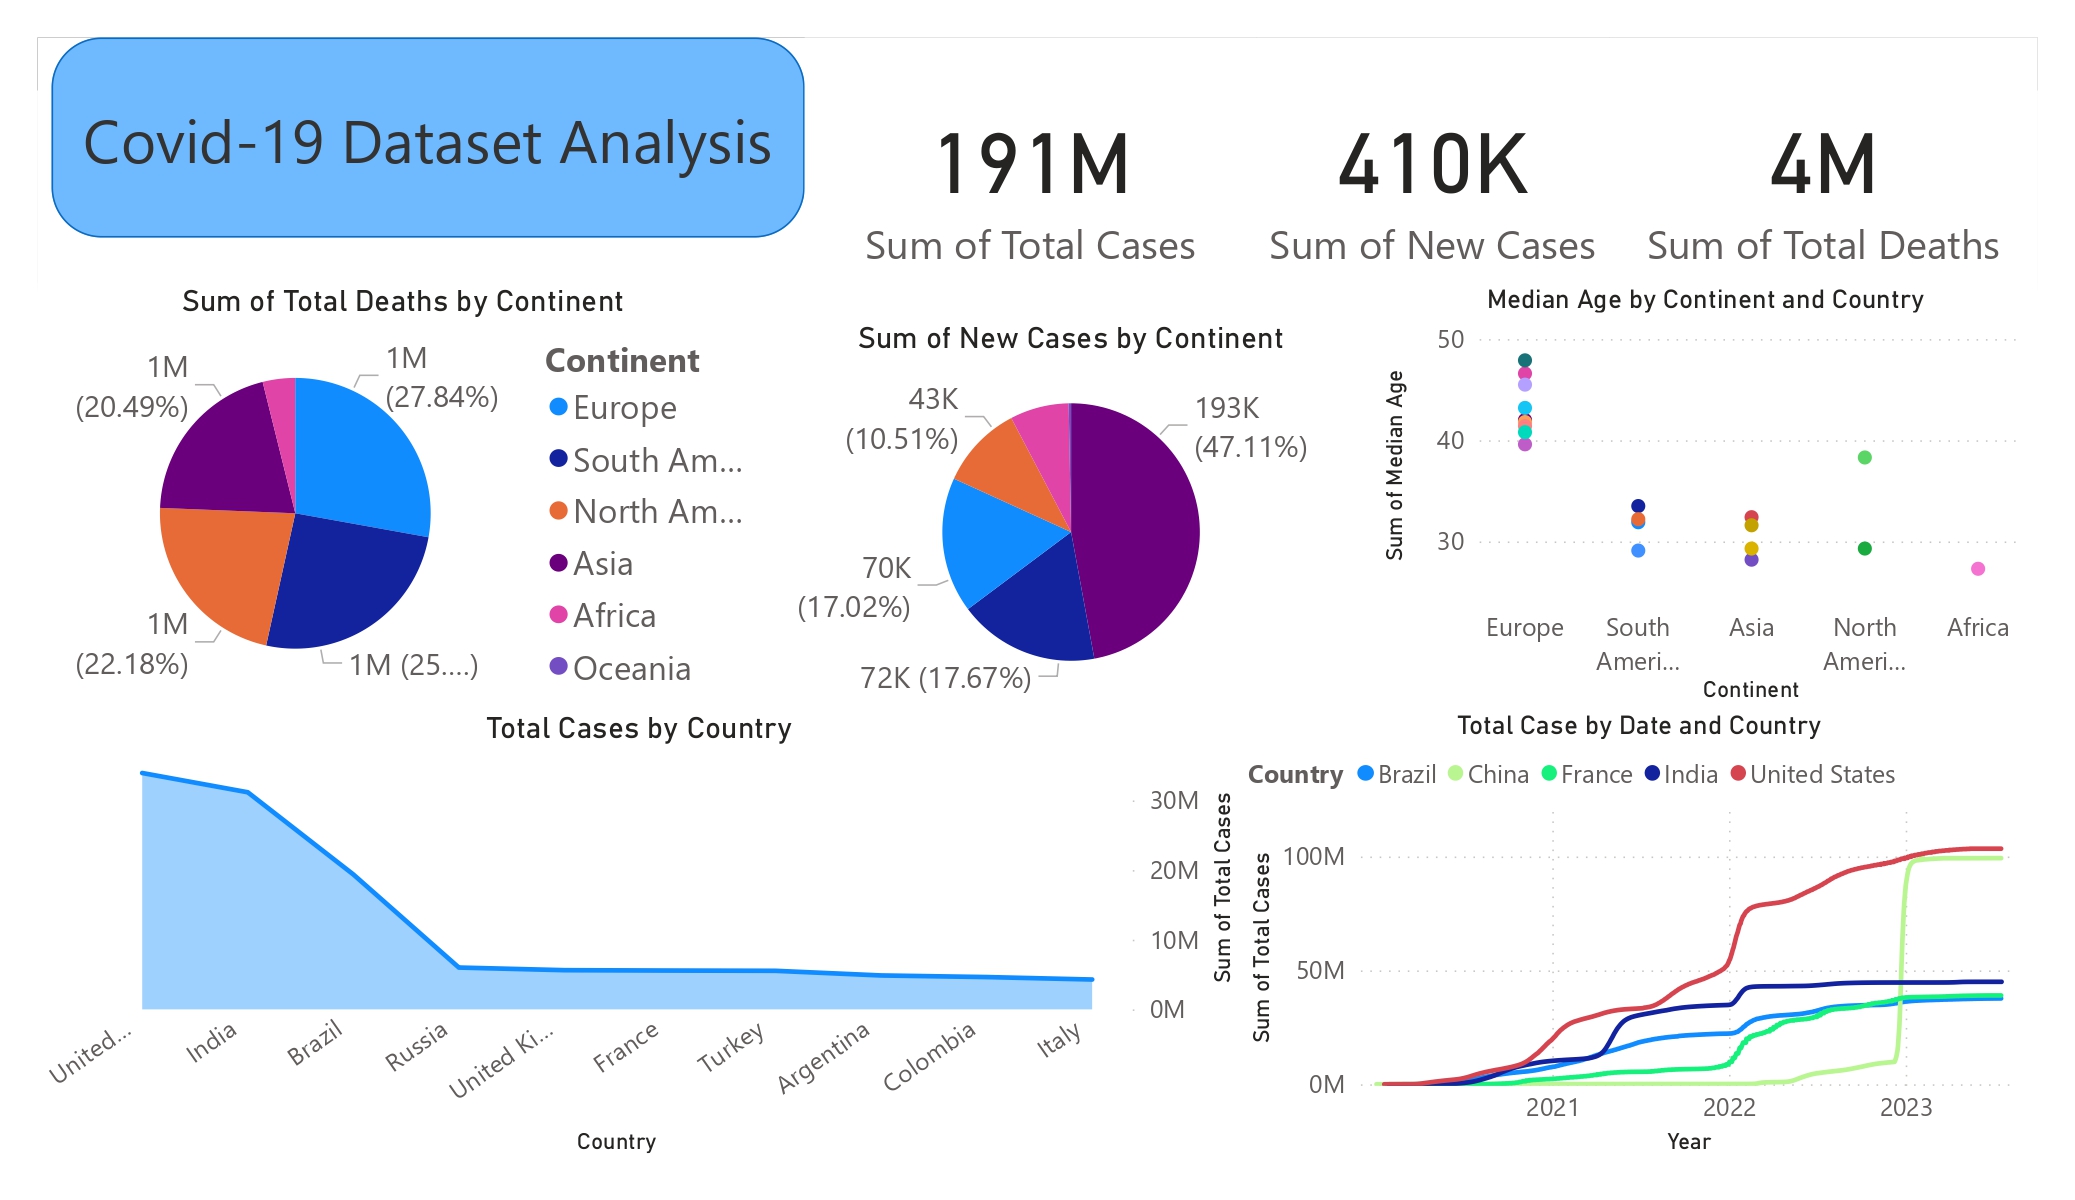 Covid-19 Dataset Analysis
191M
Sum of Total Cases
410K
Sum of New Cases
4M
Sum of Total Deaths
Sum of Total Deaths by Continent
1M
(27.84%)
1M (25....)
1M
(22.18%)
1M
(20.49%)
Continent
Europe
South Am...
North Am...
Asia
Africa
Oceania
Sum of New Cases by Continent
193K
(47.11%)
72K (17.67%)
70K
(17.02%)
43K
(10.51%)
Median Age by Continent and Country
Sum of Median Age
50
40
30
Europe
South
Ameri...
Asia
North
Ameri...
Africa
Continent
Total Cases by Country
30M
20M
10M
0M
Sum of Total Cases
United...
India
Brazil
Russia
United Ki...
France
Turkey
Argentina
Colombia
Italy
Country
Total Case by Date and Country
Country Brazil China France India United States
Sum of Total Cases
100M
50M
0M
2021
2022
2023
Year